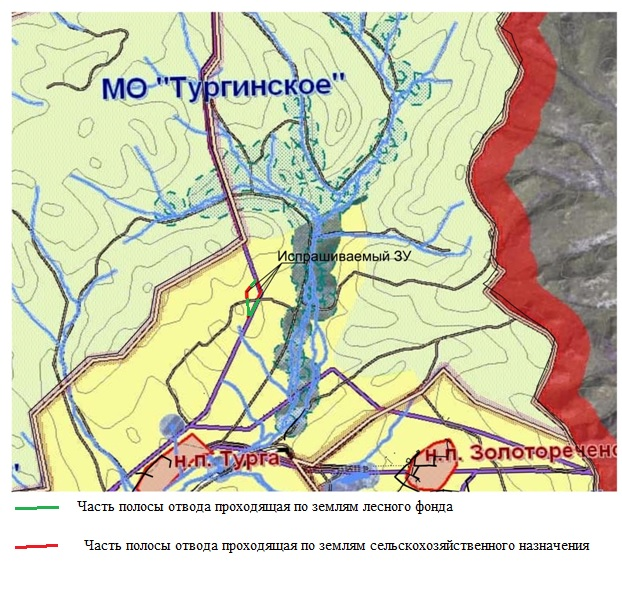 МО "Тургинское"
Испрашиваемый ЗУ
н.п. Турга
н.п. Золотореченс
"
Часть полосы отвода проходящая по землям лесного фонда
Часть полосы отвода проходящая по землям сельскохозяйственного назначения